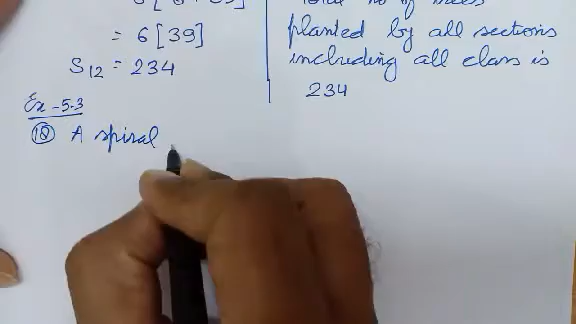 = 6 [39]
S12 = 234
Ex - 5.3
18 A spiral
planted by all sections
including all class is
234